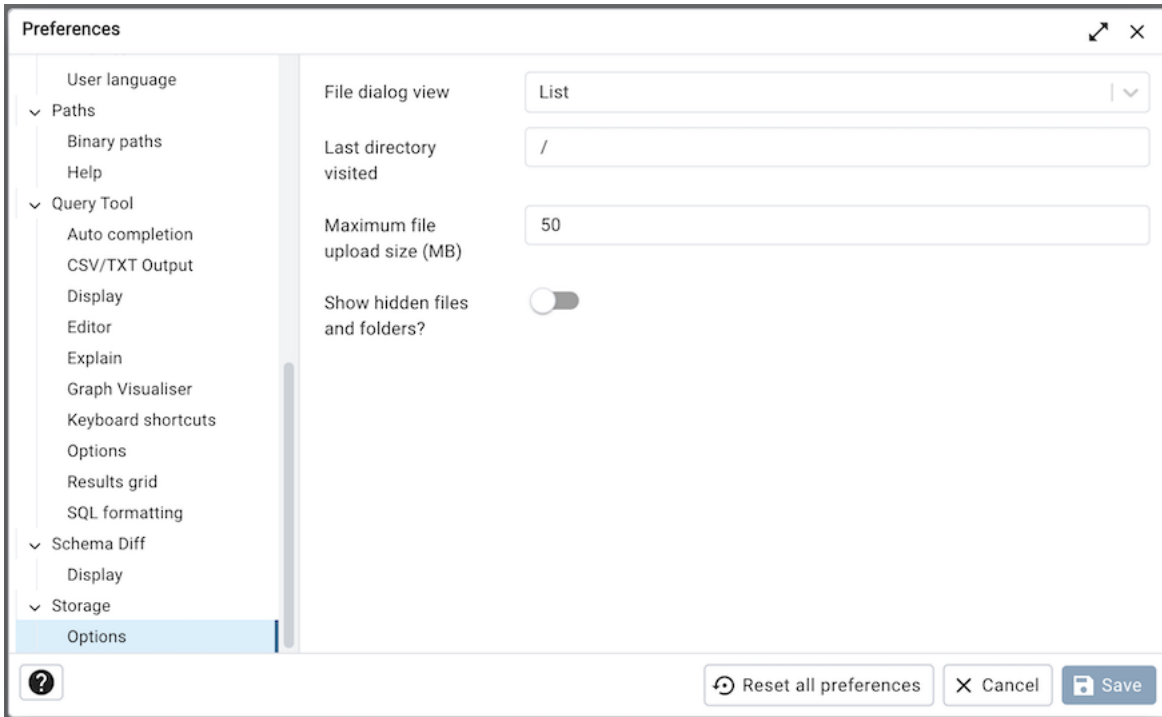 Preferences
User language
Paths
Binary paths
Help
Query Tool
Auto completion
CSV/TXT Output
Display
Editor
Explain
Graph Visualiser
Keyboard shortcuts
Options
Results grid
SQL formatting
Schema Diff
Display
Storage
Options
File dialog view
List
Last directory
visited
/
Maximum file
upload size (MB)
50
Show hidden files
and folders?
?
Reset all preferences
Cancel
Save